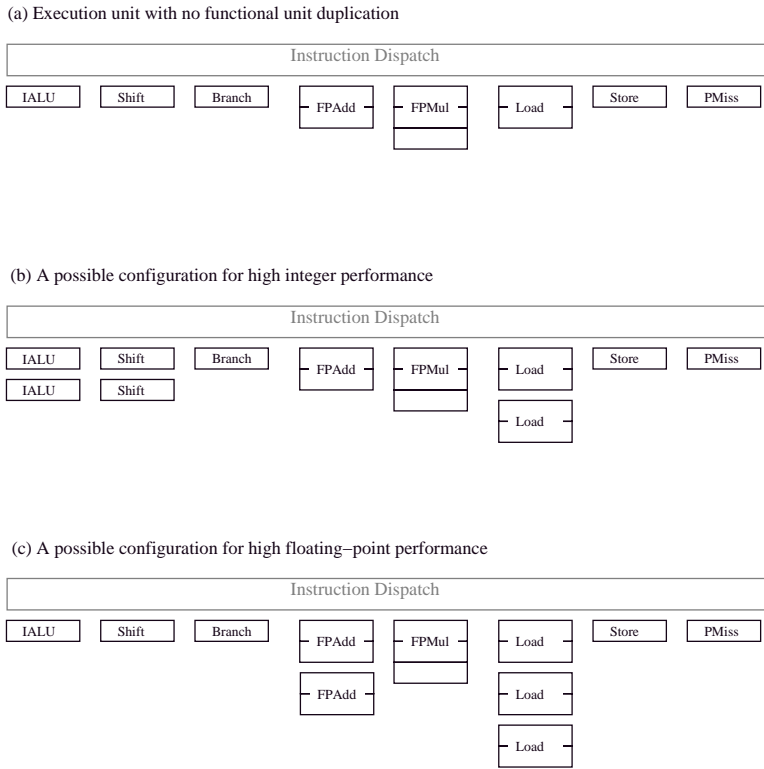 (a) Execution unit with no functional unit duplication
Instruction Dispatch
IALU Shift Branch FPAdd FPMul Load Store PMiss
(b) A possible configuration for high integer performance
Instruction Dispatch
IALU Shift Branch FPAdd FPMul Load Store PMiss
IALU Shift
Load
(c) A possible configuration for high floating−point performance
Instruction Dispatch
IALU Shift Branch FPAdd FPMul Load Store PMiss
FPAdd Load
Load